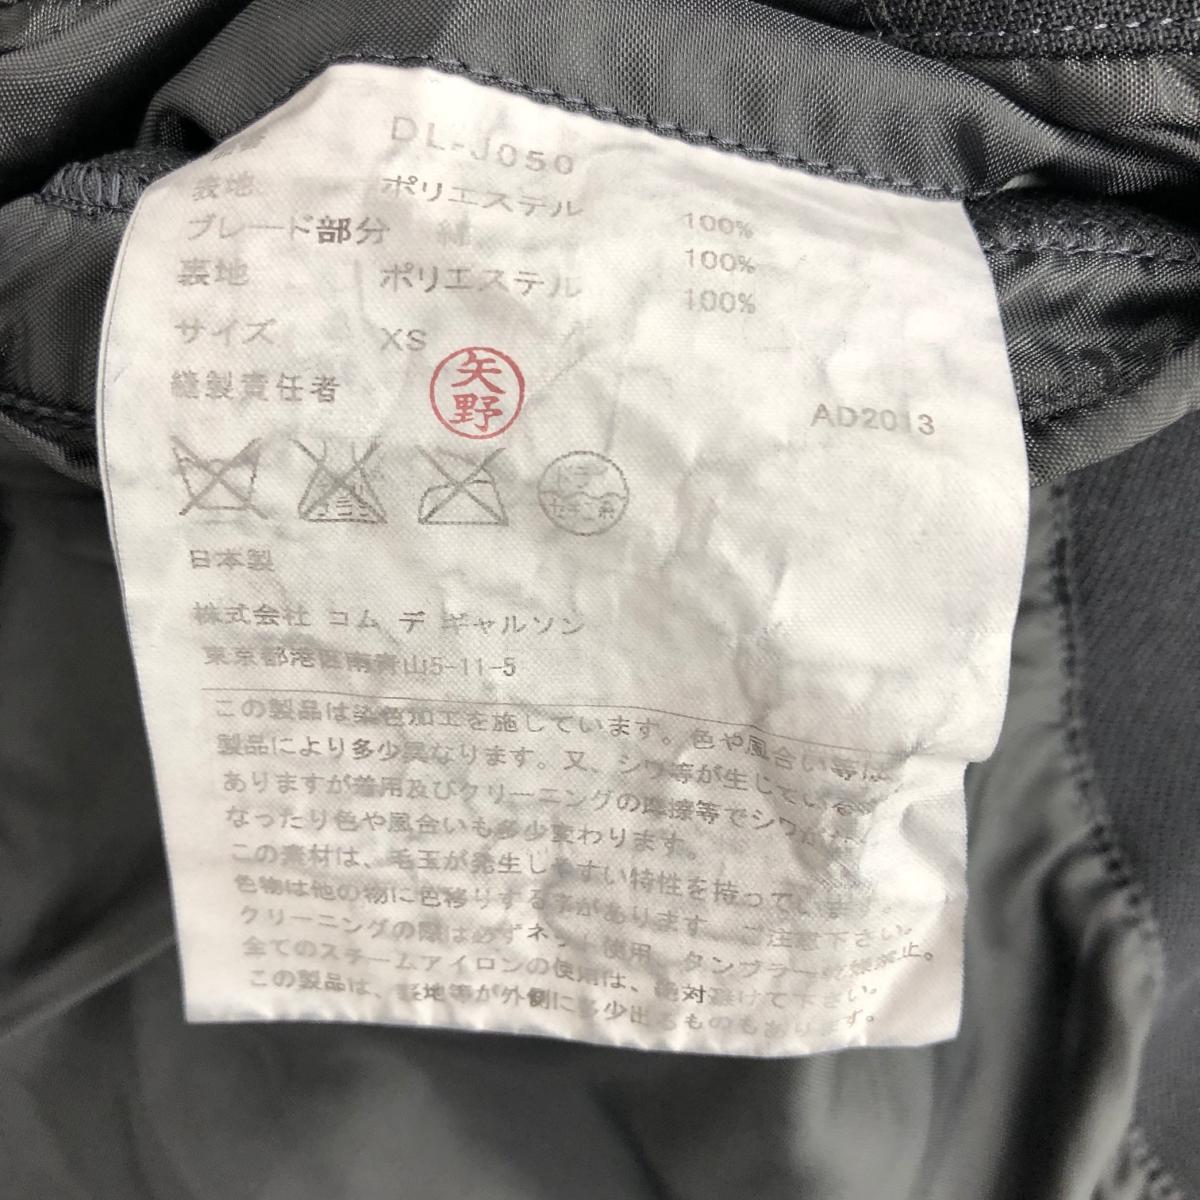 DL-J050
表地 ポリエステル 100%
ブレード部分 綿 100%
裏地 ポリエステル 100%
サイズ XS
縫製責任者 矢野
AD2013
ドライ
セキユ系
日本製
株式会社 コム デ ギャルソン
東京都港区南青山5-11-5
この製品は染色加工を施しています。色や風合い等は、
製品により多少異なります。又、シワ等が生じている
ありますが着用及びクリーニングの摩擦等でシワが
なったり色や風合いも多少変わります。
この素材は、毛玉が発生しやすい特性を持っています。
色物は他の物に色移りする事があります。ご注意下さい。
クリーニングの際は必ずネット使用、タンブラー乾燥禁止。
全てのスチームアイロンの使用は、絶対避けて下さい。
この製品は、裏地等が外側に多少出るものもあります。